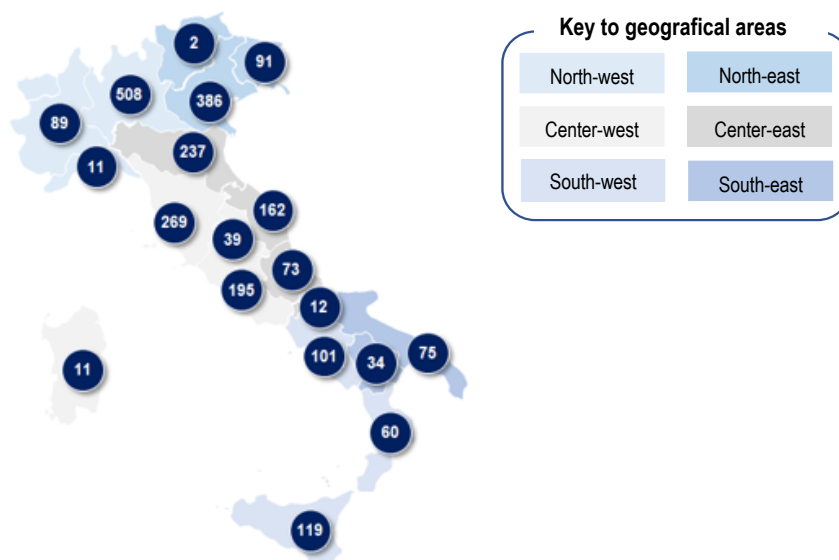 Key to geografical areas
North-west
North-east
Center-west
Center-east
South-west
South-east
2
91
508
386
89
237
11
162
269
39
73
195
12
101
75
34
11
60
119